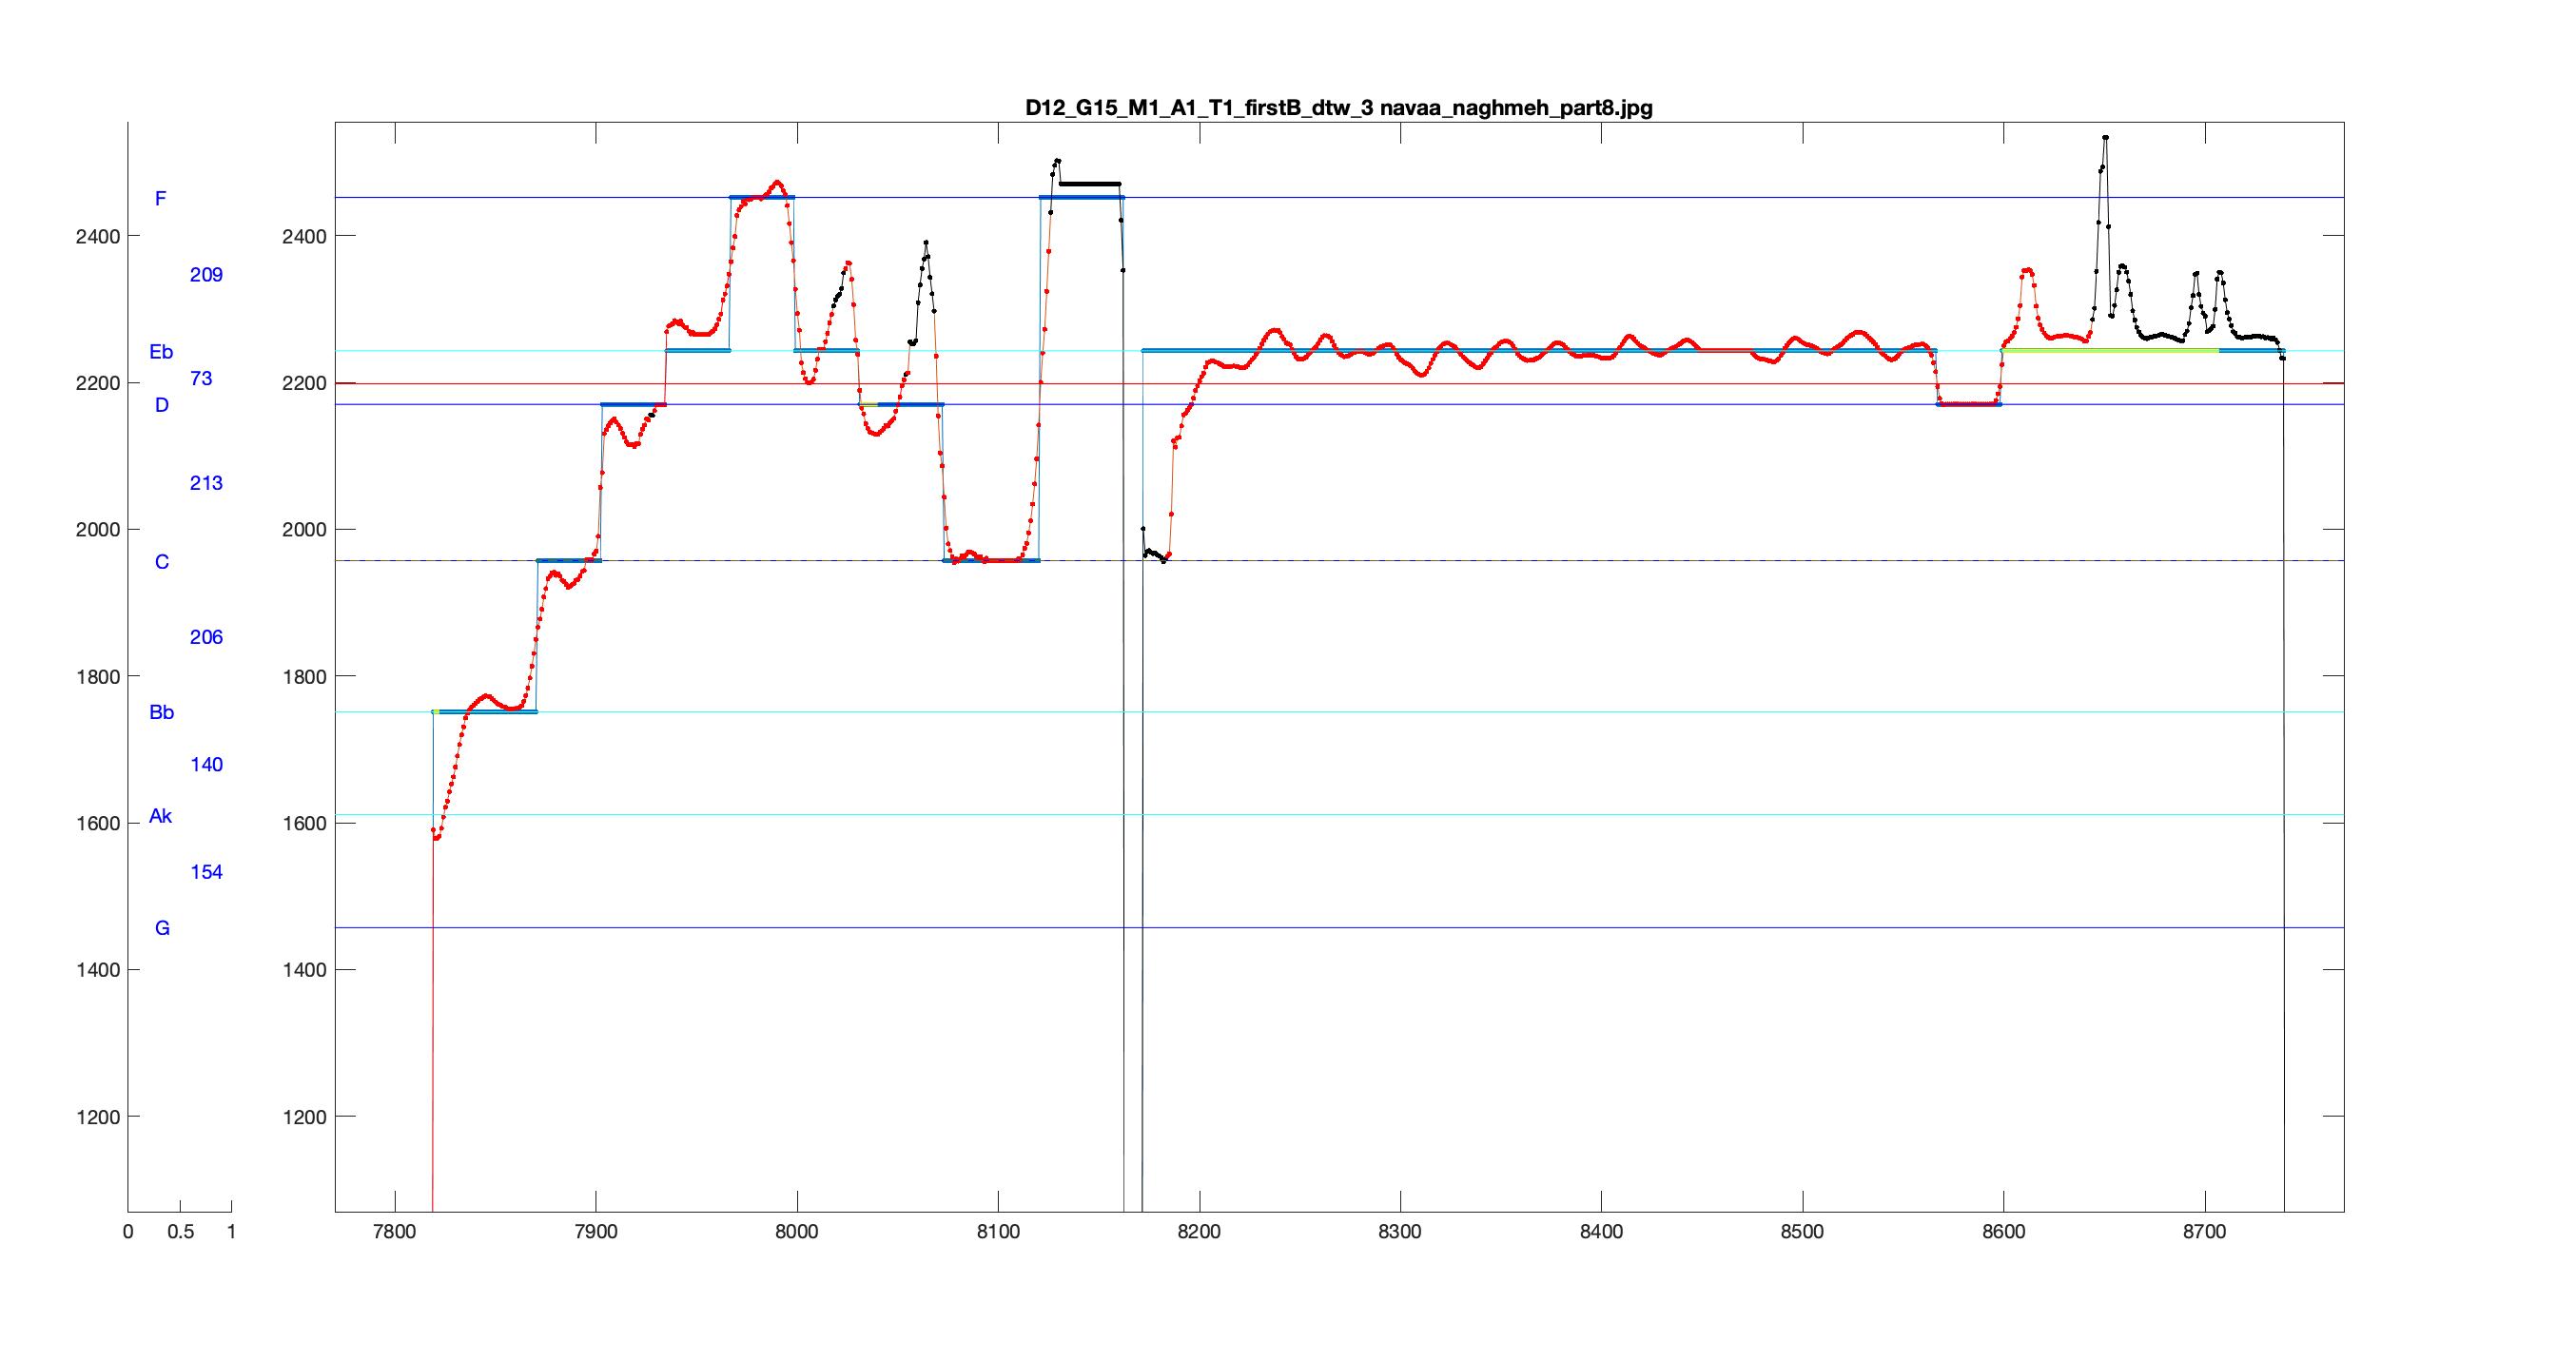 D12_G15_M1_A1_T1_firstB_dtw_3 navaa_naghmeh_part8.jpg
F
2400 2400
209
Eb
73
2200 2200
D
213
2000 2000
C
206
1800 1800
Bb
140
1600 Ak 1600
154
G
1400 1400
1200 1200
0 0.5 1 7800 7900 8000 8100 8200 8300 8400 8500 8600 8700